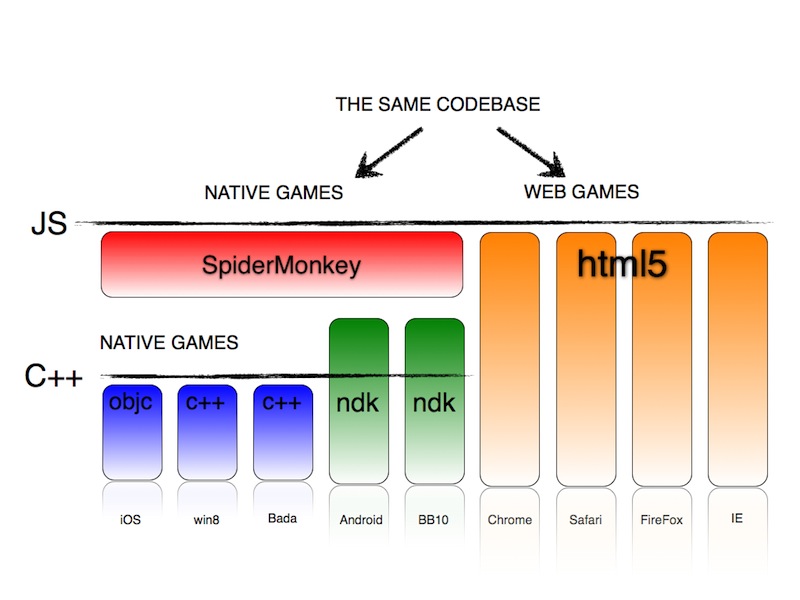 THE SAME CODEBASE
NATIVE GAMES
WEB GAMES
JS
SpiderMonkey
html5
NATIVE GAMES
C++
objc
c++
c++
ndk
ndk
iOS
win8
Bada
Android
BB10
Chrome
Safari
FireFox
IE